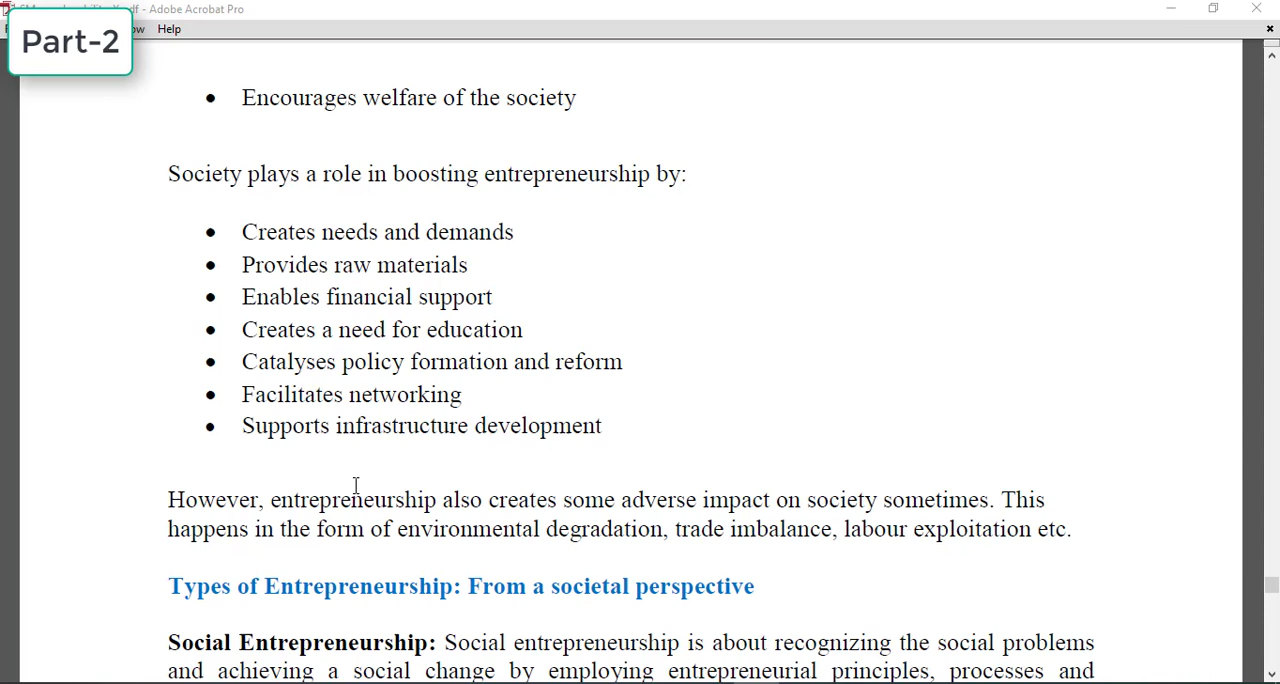 - Adobe Acrobat Pro
Part-2
Help
• Encourages welfare of the society
Society plays a role in boosting entrepreneurship by:
• Creates needs and demands
• Provides raw materials
• Enables financial support
• Creates a need for education
• Catalyses policy formation and reform
• Facilitates networking
• Supports infrastructure development
However, entrepreneurship also creates some adverse impact on society sometimes. This
happens in the form of environmental degradation, trade imbalance, labour exploitation etc.
Types of Entrepreneurship: From a societal perspective
Social Entrepreneurship: Social entrepreneurship is about recognizing the social problems
and achieving a social change by employing entrepreneurial principles, processes and